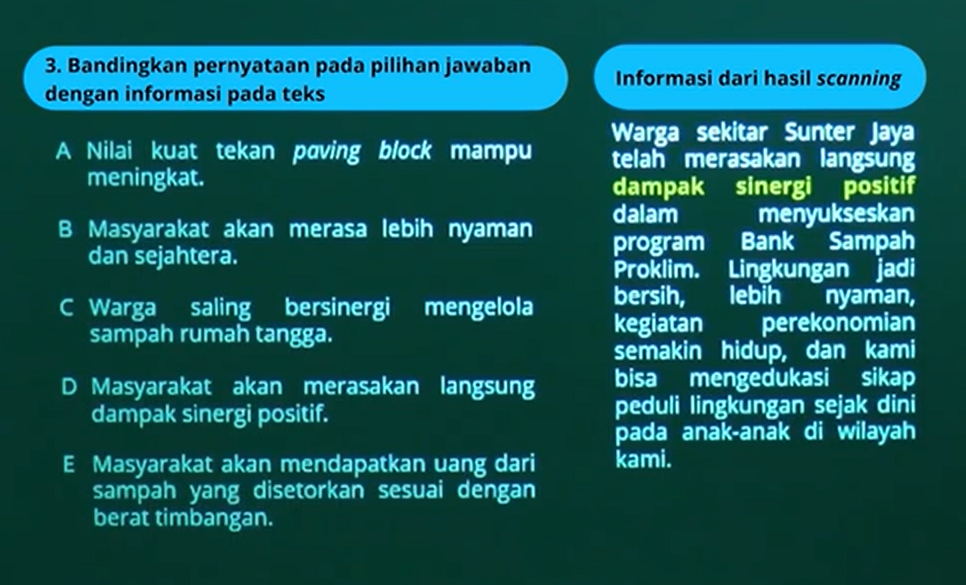 3. Bandingkan pernyataan pada pilihan jawaban
dengan informasi pada teks
A Nilai kuat tekan paving block mampu
meningkat.
B Masyarakat akan merasa lebih nyaman
dan sejahtera.
C Warga saling bersinergi mengelola
sampah rumah tangga.
D Masyarakat akan merasakan langsung
dampak sinergi positif.
E Masyarakat akan mendapatkan uang dari
sampah yang disetorkan sesuai dengan
berat timbangan.
Informasi dari hasil scanning
Warga sekitar Sunter Jaya
telah merasakan langsung
dampak sinergi positif
dalam menyukseskan
program Bank Sampah
Proklim. Lingkungan jadi
bersih, lebih nyaman,
kegiatan perekonomian
semakin hidup, dan kami
bisa mengedukasi sikap
peduli lingkungan sejak dini
pada anak-anak di wilayah
kami.